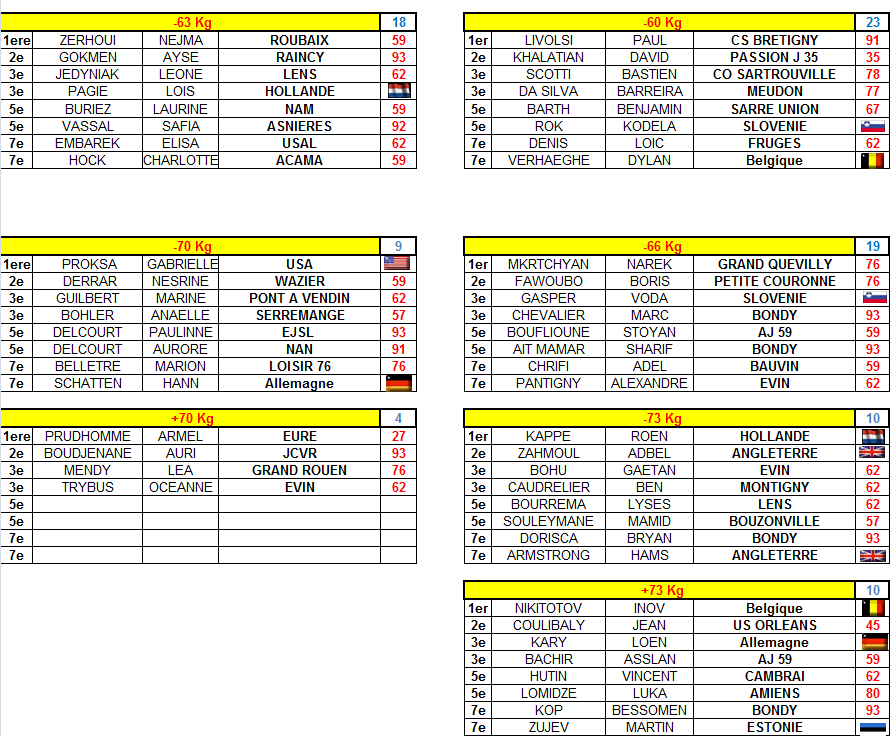 -63 Kg 18
1ere ZERHOUI NEJMA ROUBAIX 59
2e GOKMEN AYSE RAINCY 93
3e JEDYNIAK LEONE LENS 62
3e PAGIE LOIS HOLLANDE
5e BURIEZ LAURINE NAM 59
5e VASSAL SAFIA ASNIERES 92
7e EMBAREK ELISA USAL 62
7e HOCK CHARLOTTE ACAMA 59
-60 Kg 23
1er LIVOLSI PAUL CS BRETIGNY 91
2e KHALATIAN DAVID PASSION J 35 35
3e SCOTTI BASTIEN CO SARTROUVILLE 78
3e DA SILVA BARREIRA MEUDON 77
5e BARTH BENJAMIN SARRE UNION 67
5e ROK KODELA SLOVENIE
7e DENIS LOIC FRUGES 62
7e VERHAEGHE DYLAN Belgique
-70 Kg 9
1ere PROKSA GABRIELLE USA
2e DERRAR NESRINE WAZIER 59
3e GUILBERT MARINE PONT A VENDIN 62
3e BOHLER ANAELLE SERREMANGE 57
5e DELCOURT PAULINNE EJSL 93
5e DELCOURT AURORE NAN 91
7e BELLETRE MARION LOISIR 76 76
7e SCHATTEN HANN Allemagne
-66 Kg 19
1er MKRTCHYAN NAREK GRAND QUEVILLY 76
2e FAWOUBO BORIS PETITE COURONNE 76
3e GASPER VODA SLOVENIE
3e CHEVALIER MARC BONDY 93
5e BOUFLIOUNE STOYAN AJ 59 59
5e AIT MAMAR SHARIF BONDY 93
7e CHRIFI ADEL BAUVIN 59
7e PANTIGNY ALEXANDRE EVIN 62
+70 Kg 4
1ere PRUDHOMME ARMEL EURE 27
2e BOUDJENANE AURI JCVR 93
3e MENDY LEA GRAND ROUEN 76
3e TRYBUS OCEANNE EVIN 62
5e
5e
7e
7e
-73 Kg 10
1er KAPPE ROEN HOLLANDE
2e ZAHMOUL ADBEL ANGLETERRE
3e BOHU GAETAN EVIN 62
3e CAUDRELIER BEN MONTIGNY 62
5e BOURREMA LYSES LENS 62
5e SOULEYMANE MAMID BOUZONVILLE 57
7e DORISCA BRYAN BONDY 93
7e ARMSTRONG HAMS ANGLETERRE
+73 Kg 10
1er NIKITOTOV INOV Belgique
2e COULIBALY JEAN US ORLEANS 45
3e KARY LOEN Allemagne
3e BACHIR ASSLAN AJ 59 59
5e HUTIN VINCENT CAMBRAI 62
5e LOMIDZE LUKA AMIENS 80
7e KOP BESSOMEN BONDY 93
7e ZUJEV MARTIN ESTONIE